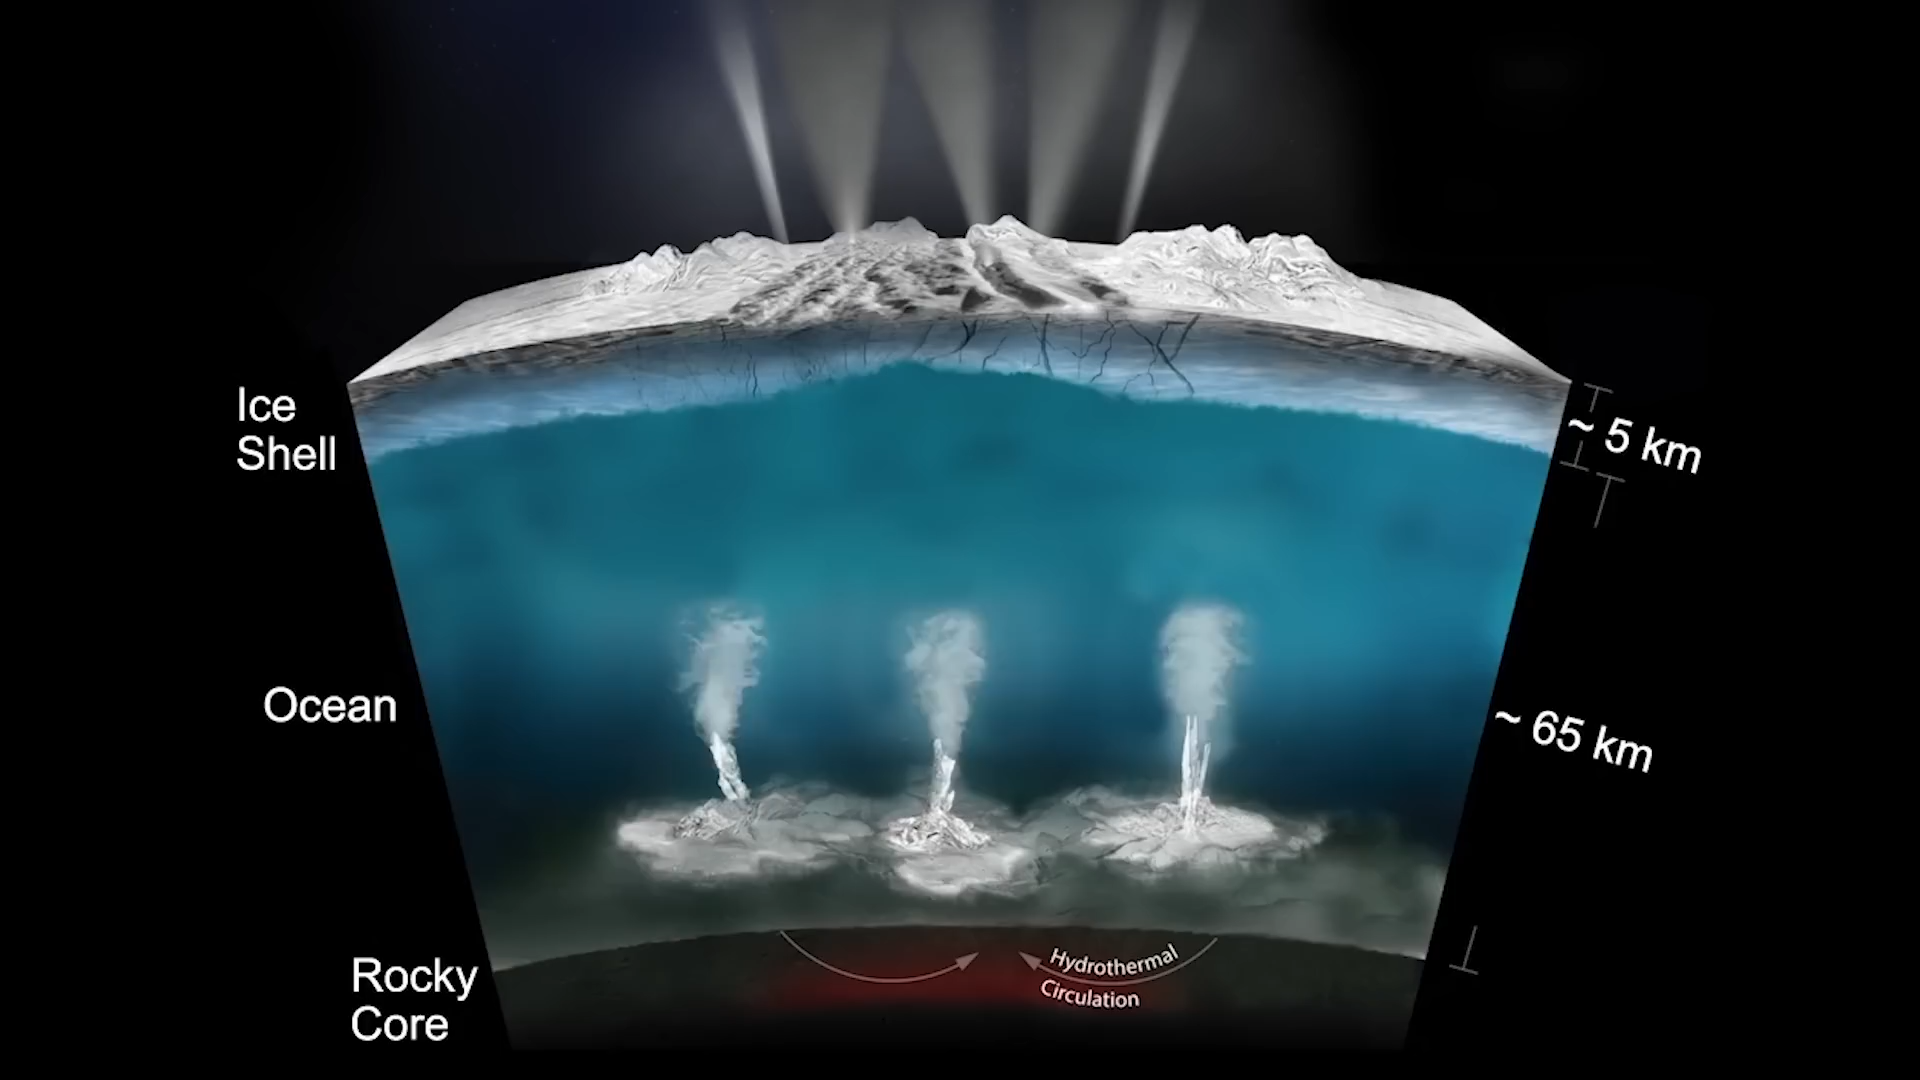 Ice
Shell
~ 5 km
Ocean
~ 65 km
Rocky
Core
Hydrothermal
Circulation